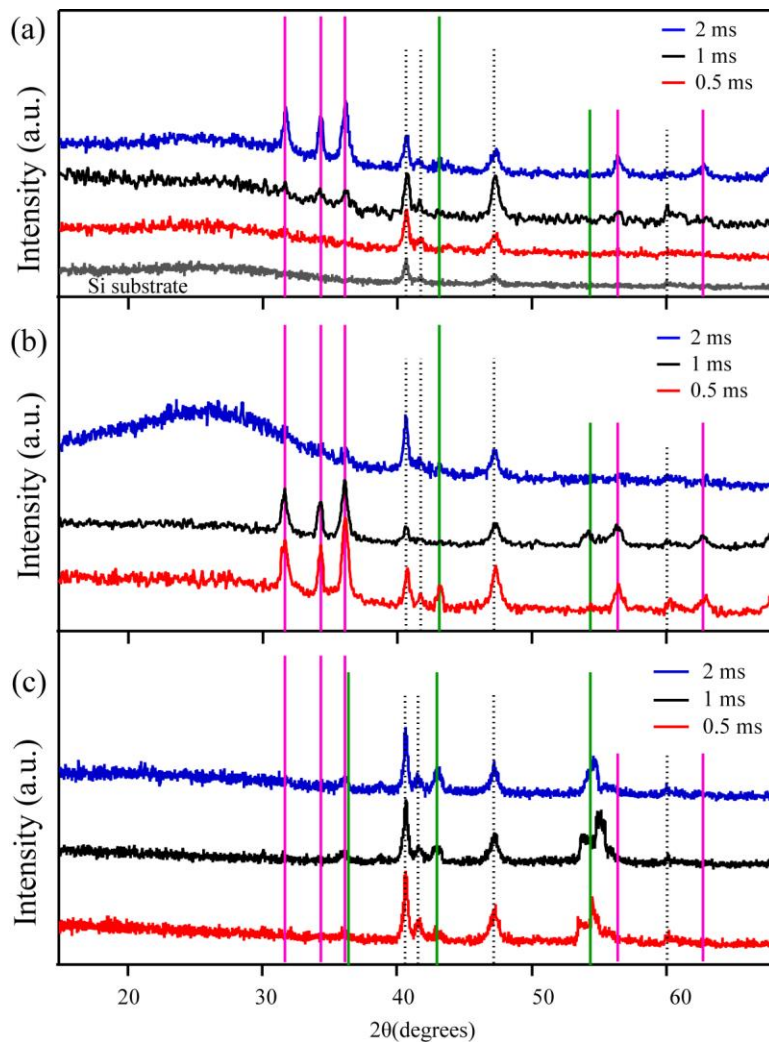 (a)
2 ms
1 ms
0.5 ms
Intensity (a.u.)
Si substrate
(b)
2 ms
1 ms
0.5 ms
Intensity (a.u.)
(c)
2 ms
1 ms
0.5 ms
Intensity (a.u.)
20 30 40 50 60
2θ(degrees)